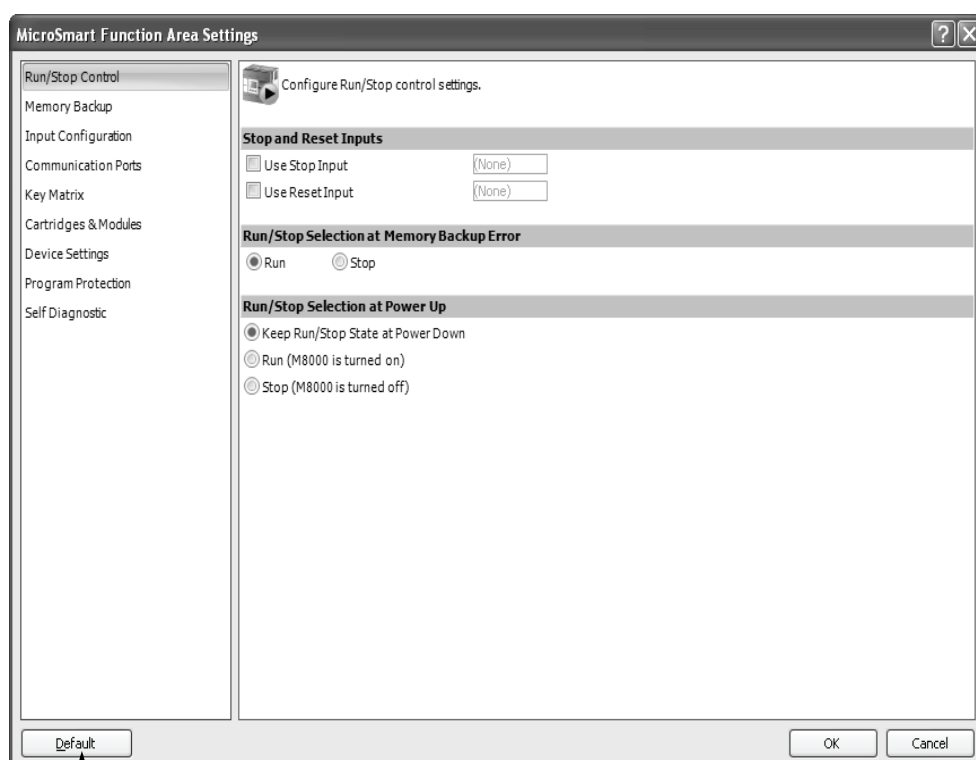 MicroSmart Function Area Settings
Run/Stop Control
Memory Backup
Input Configuration
Communication Ports
Key Matrix
Cartridges & Modules
Device Settings
Program Protection
Self Diagnostic
Configure Run/Stop control settings.
Stop and Reset Inputs
Use Stop Input (None)
Use Reset Input (None)
Run/Stop Selection at Memory Backup Error
Run Stop
Run/Stop Selection at Power Up
Keep Run/Stop State at Power Down
Run (M8000 is turned on)
Stop (M8000 is turned off)
Default OK Cancel